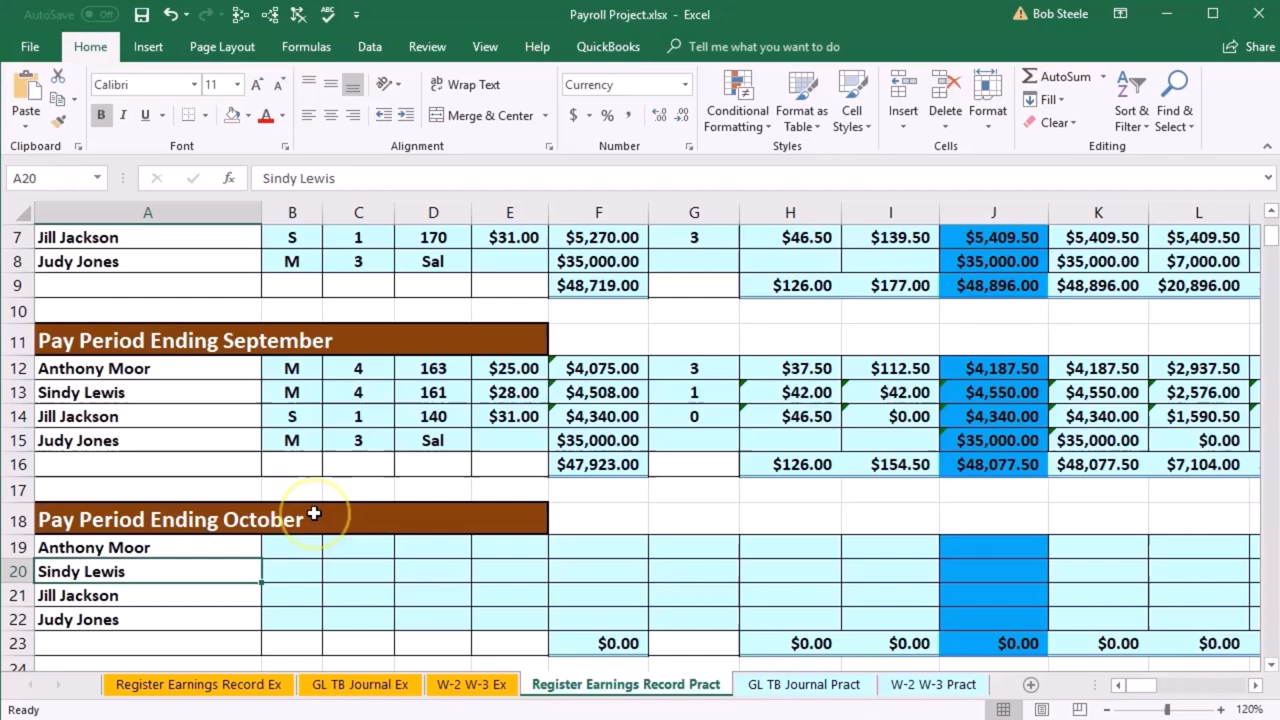 AutoSave Off Payroll Project.xlsx - Excel Bob Steele
File Home Insert Page Layout Formulas Data Review View Help QuickBooks Tell me what you want to do Share
Calibri 11 A A ab Wrap Text Currency AutoSum
Paste Conditional Format as Cell Insert Delete Format Fill Sort & Find &
B I U A Merge & Center $ % , Formatting Table Styles Clear Filter Select
Clipboard Font Alignment Number Styles Cells Editing
A20 fx Sindy Lewis
A B C D E F G H I J K L
7 Jill Jackson S 1 170 $31.00 $5,270.00 3 $46.50 $139.50 $5,409.50 $5,409.50 $5,409.50
8 Judy Jones M 3 Sal $35,000.00 $35,000.00 $35,000.00 $7,000.00
9 $48,719.00 $126.00 $177.00 $48,896.00 $48,896.00 $20,896.00
10
11 Pay Period Ending September
12 Anthony Moor M 4 163 $25.00 $4,075.00 3 $37.50 $112.50 $4,187.50 $4,187.50 $2,937.50
13 Sindy Lewis M 4 161 $28.00 $4,508.00 1 $42.00 $42.00 $4,550.00 $4,550.00 $2,576.00
14 Jill Jackson S 1 140 $31.00 $4,340.00 0 $46.50 $0.00 $4,340.00 $4,340.00 $1,590.50
15 Judy Jones M 3 Sal $35,000.00 $35,000.00 $35,000.00 $0.00
16 $47,923.00 $126.00 $154.50 $48,077.50 $48,077.50 $7,104.00
17
18 Pay Period Ending October
19 Anthony Moor
20 Sindy Lewis
21 Jill Jackson
22 Judy Jones
23 $0.00 $0.00 $0.00 $0.00 $0.00 $0.00
24
Register Earnings Record Ex GL TB Journal Ex W-2 W-3 Ex Register Earnings Record Pract GL TB Journal Pract W-2 W-3 Pract
Ready 120%